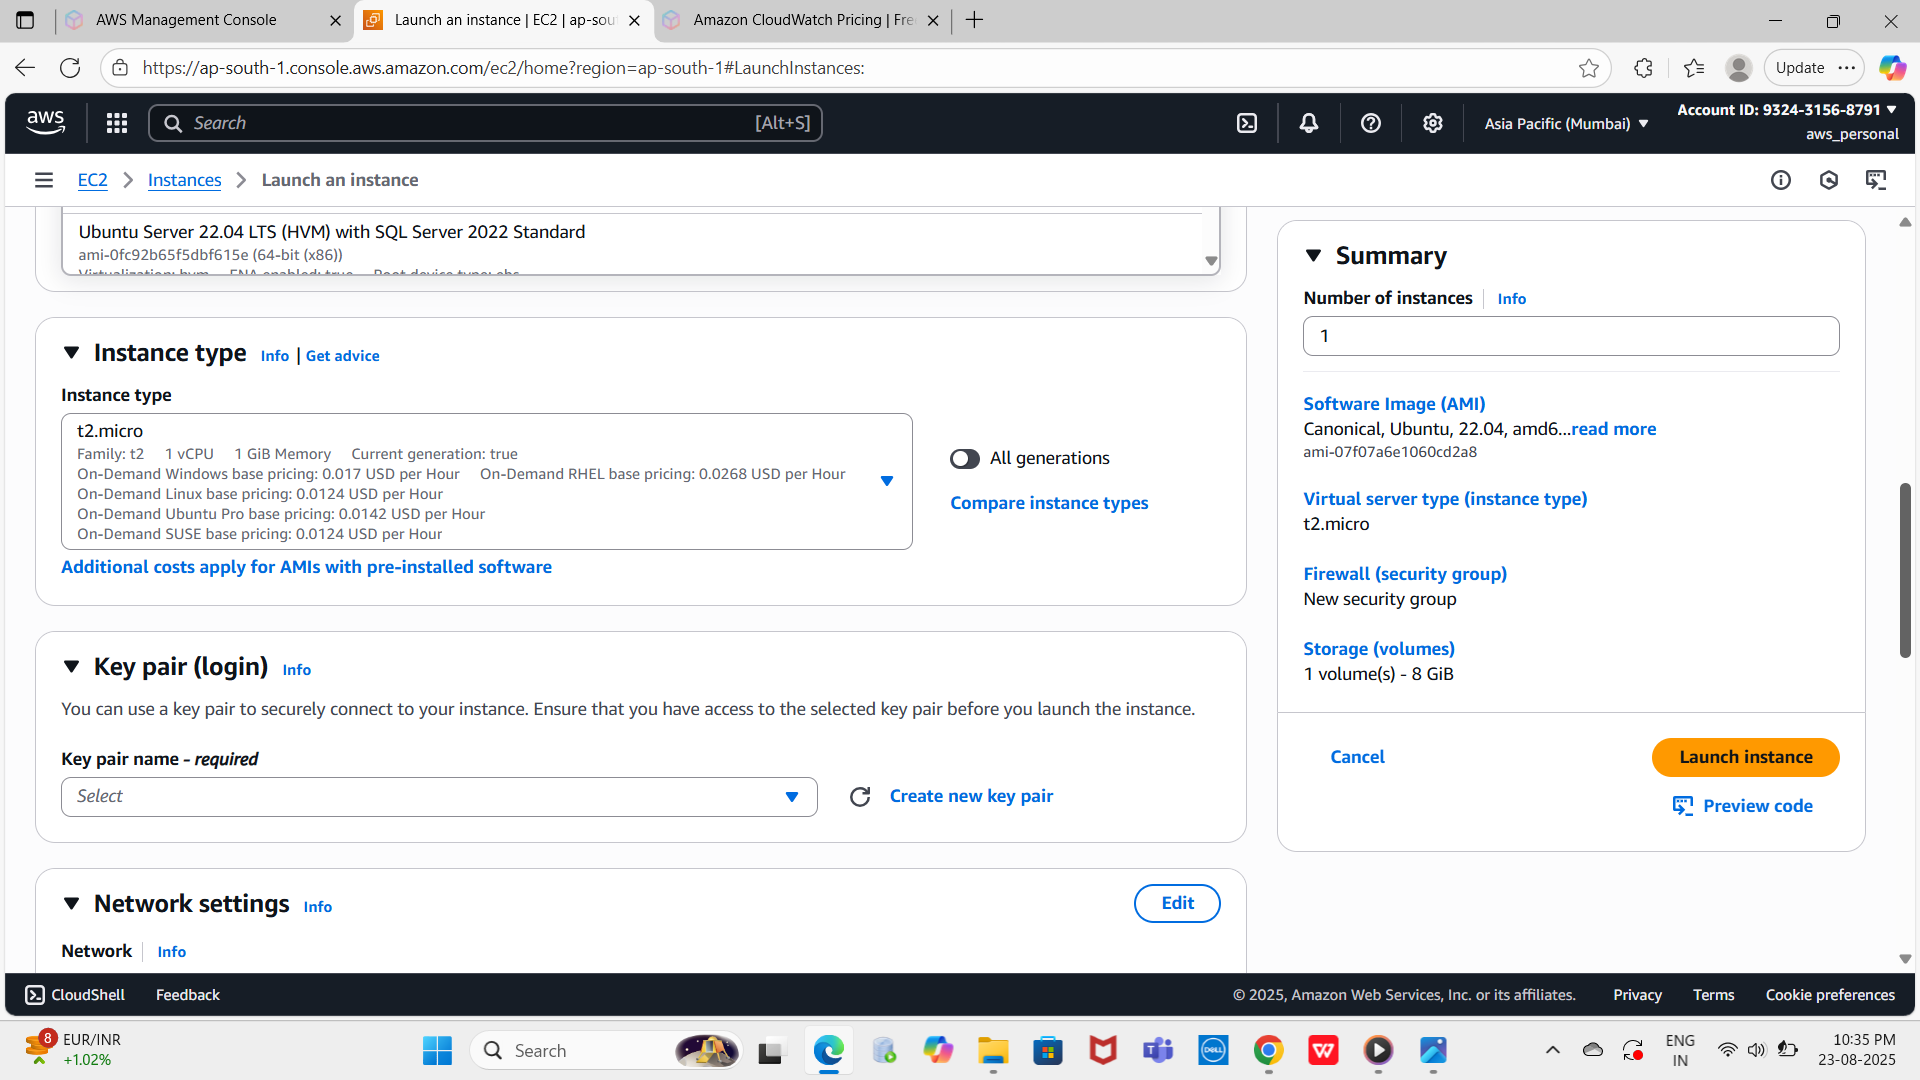 AWS Management Console
Launch an instance | EC2 | ap-sou
Amazon CloudWatch Pricing | Fre
https://ap-south-1.console.aws.amazon.com/ec2/home?region=ap-south-1#LaunchInstances:
Update
aws
Search
[Alt+S]
Asia Pacific (Mumbai)
Account ID: 9324-3156-8791
aws_personal
EC2
Instances
Launch an instance
Ubuntu Server 22.04 LTS (HVM) with SQL Server 2022 Standard
ami-0fc92b65f5dbf615e (64-bit (x86))
Virtualization: hvm ENA enabled: true Root device type: ebs
Instance type
Info | Get advice
Instance type
t2.micro
Family: t2 1 vCPU 1 GiB Memory Current generation: true
On-Demand Windows base pricing: 0.017 USD per Hour On-Demand RHEL base pricing: 0.0268 USD per Hour
On-Demand Linux base pricing: 0.0124 USD per Hour
On-Demand Ubuntu Pro base pricing: 0.0142 USD per Hour
On-Demand SUSE base pricing: 0.0124 USD per Hour
All generations
Compare instance types
Additional costs apply for AMIs with pre-installed software
Key pair (login)
Info
You can use a key pair to securely connect to your instance. Ensure that you have access to the selected key pair before you launch the instance.
Key pair name - required
Select
Create new key pair
Network settings
Info
Edit
Network
Info
Summary
Number of instances
Info
1
Software Image (AMI)
Canonical, Ubuntu, 22.04, amd6...read more
ami-07f07a6e1060cd2a8
Virtual server type (instance type)
t2.micro
Firewall (security group)
New security group
Storage (volumes)
1 volume(s) - 8 GiB
Cancel
Launch instance
Preview code
CloudShell
Feedback
© 2025, Amazon Web Services, Inc. or its affiliates.
Privacy
Terms
Cookie preferences
8
EUR/INR
+1.02%
Search
DELL
W
ENG
IN
10:35 PM
23-08-2025